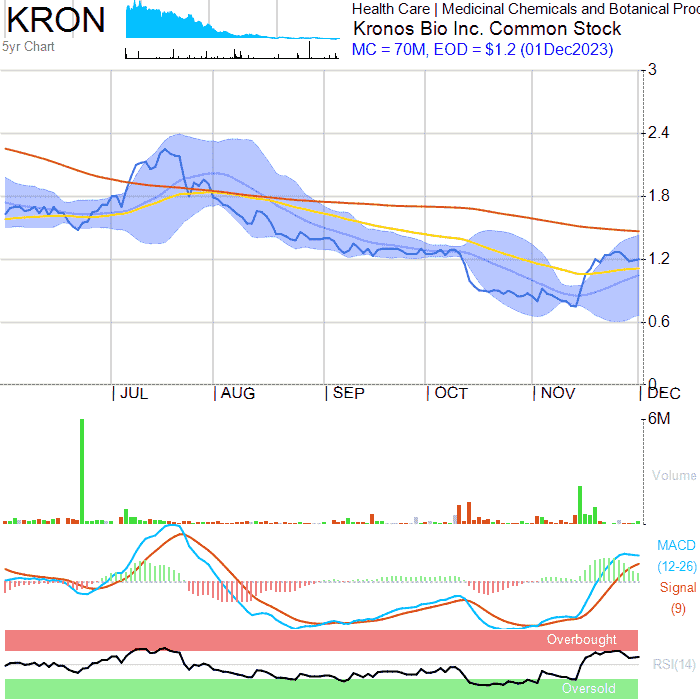 KRON
5yr Chart
Health Care | Medicinal Chemicals and Botanical Proc
Kronos Bio Inc. Common Stock
MC = 70M, EOD = $1.2 (01Dec2023)
3
2.4
1.8
1.2
0.6
0
JUL
AUG
SEP
OCT
NOV
DEC
6M
Volume
MACD
(12-26)
Signal
(9)
Overbought
RSI(14)
Oversold